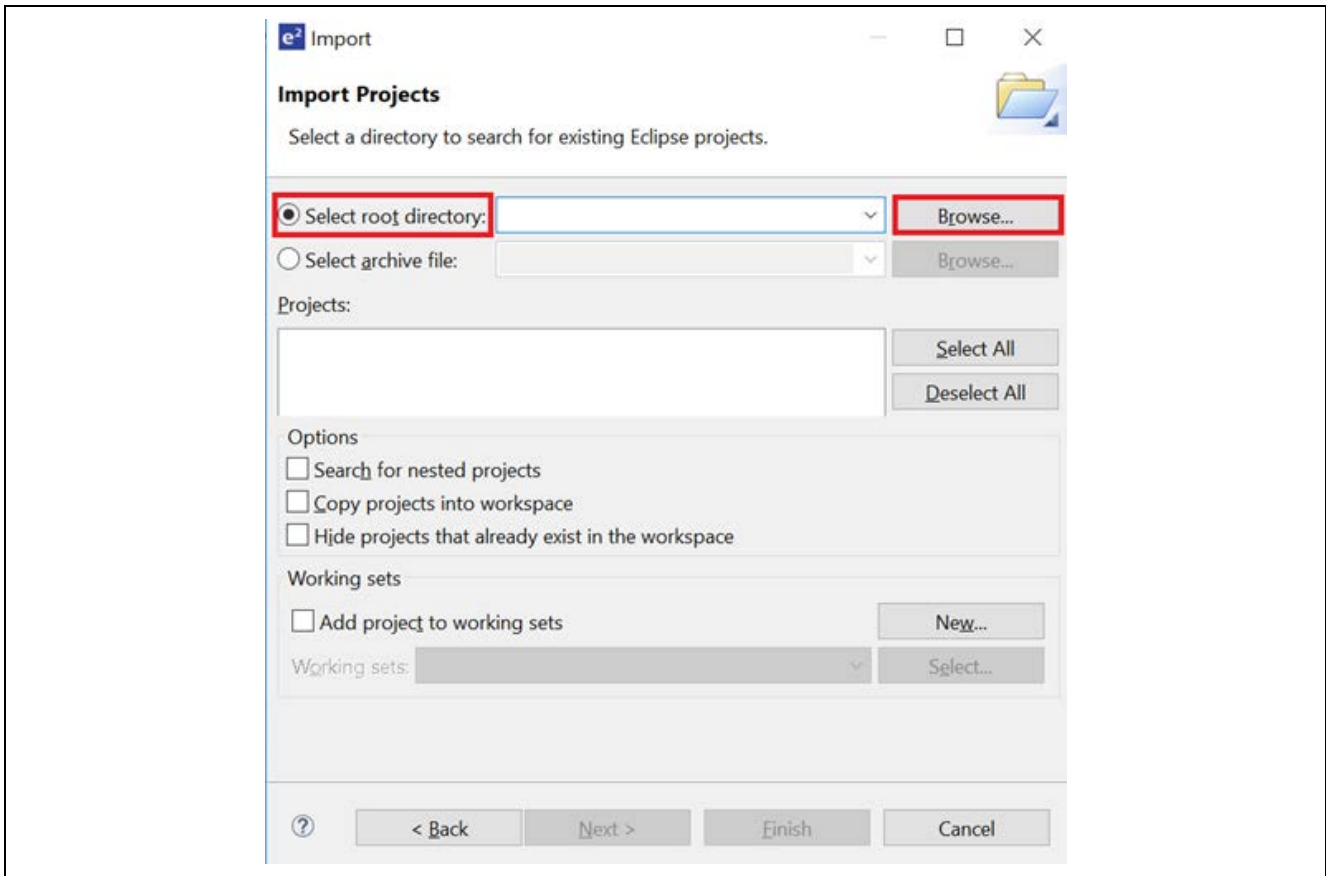 e² Import
Import Projects
Select a directory to search for existing Eclipse projects.
Select root directory: Browse...
Select archive file: Browse...
Projects:
Select All
Deselect All
Options
Search for nested projects
Copy projects into workspace
Hide projects that already exist in the workspace
Working sets
Add project to working sets New...
Working sets: Select...
? < Back Next > Finish Cancel